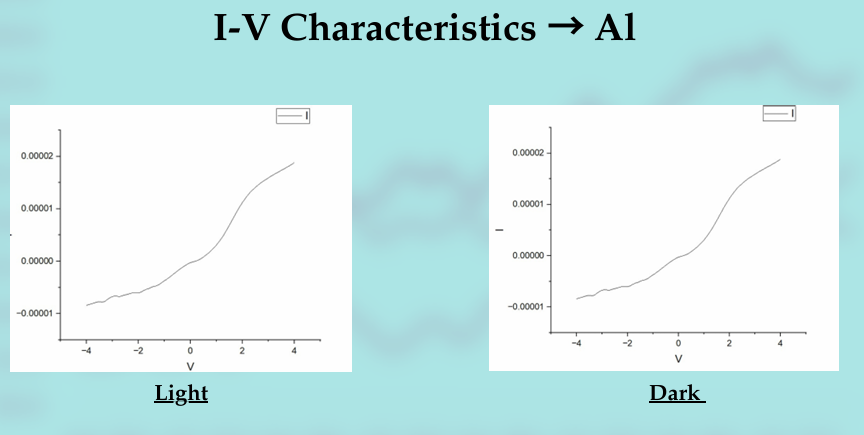 I-V Characteristics → Al
I
0.00002
0.00001
0.00000
−0.00001
−4 −2 0 2 4
V
Light
I
0.00002
0.00001
0.00000
−0.00001
I
−4 −2 0 2 4
V
Dark